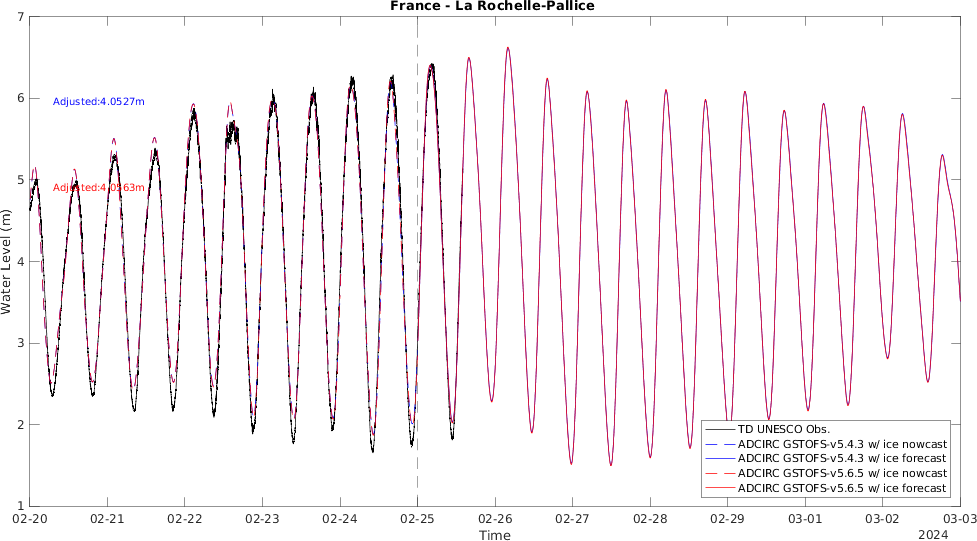 France - La Rochelle-Pallice
7
6
5
4
3
2
1
Water Level (m)
Adjusted:4.0527m
Adjusted:4.0563m
TD UNESCO Obs.
ADCIRC GSTOFS-v5.4.3 w/ ice nowcast
ADCIRC GSTOFS-v5.4.3 w/ ice forecast
ADCIRC GSTOFS-v5.6.5 w/ ice nowcast
ADCIRC GSTOFS-v5.6.5 w/ ice forecast
02-20 02-21 02-22 02-23 02-24 02-25 02-26 02-27 02-28 02-29 03-01 03-02 03-03
Time
2024